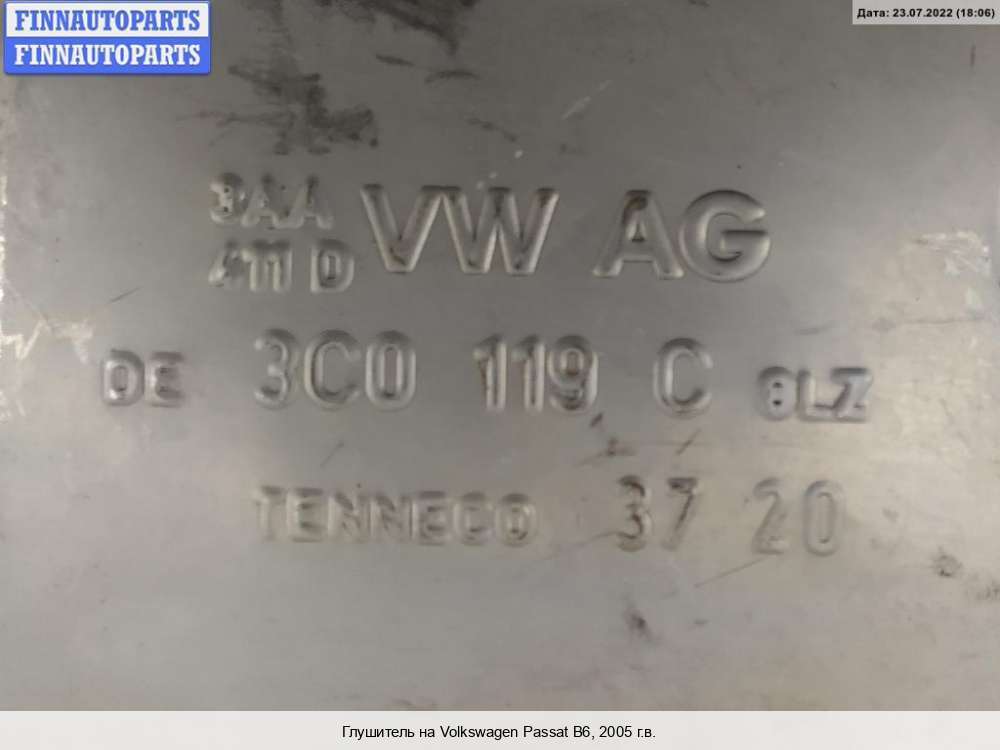 FINNAUTOPARTS
FINNAUTOPARTS
Дата: 23.07.2022 (18:06)
3AA VW AG
411 D
DE 3C0 119 C 8LZ
TENNECO 37 20
Глушитель на Volkswagen Passat B6, 2005 г.в.